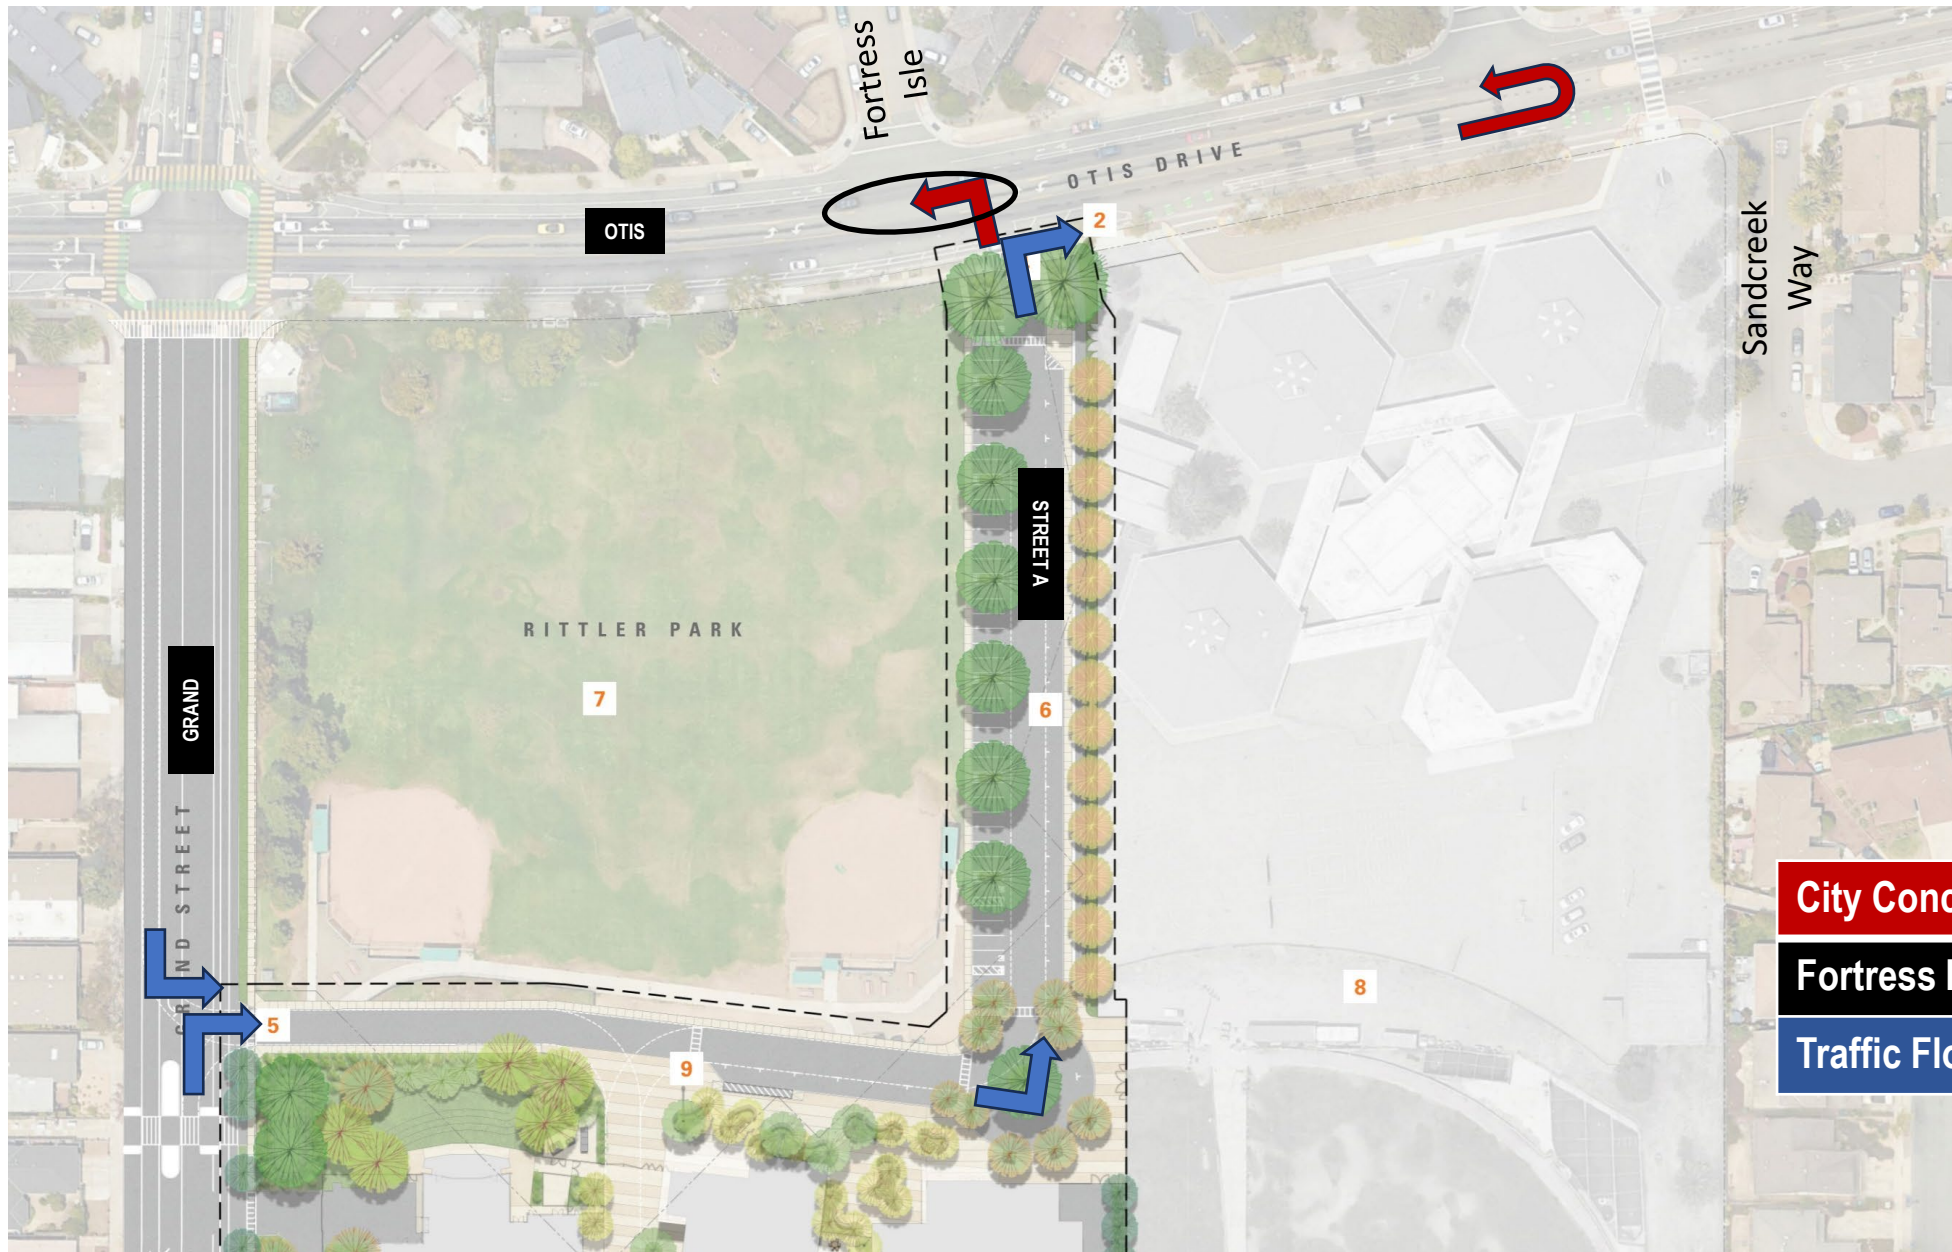 Fortress
Isle
OTIS DRIVE
OTIS
2
Sandcreek
Way
STREET A
RITTLER PARK
7
6
GRAND
GRAND STREET
5
9
8
City Conc
Fortress
Traffic Flo